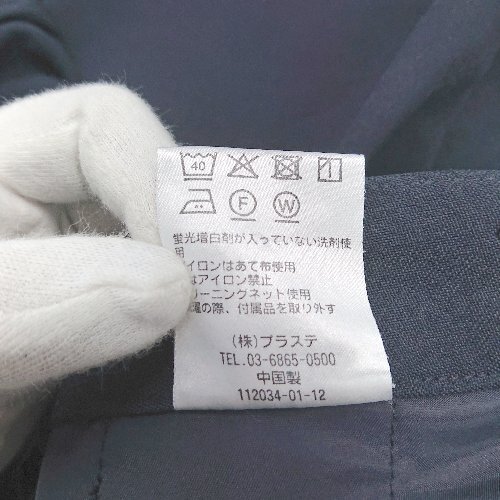 40
F W
蛍光増白剤が入っていない洗剤使
用
イロンはあて布使用
アイロン禁止
リーニングネット使用
の際、付属品を取り外す
(株)プラステ
TEL.03-6865-0500
中国製
112034-01-12